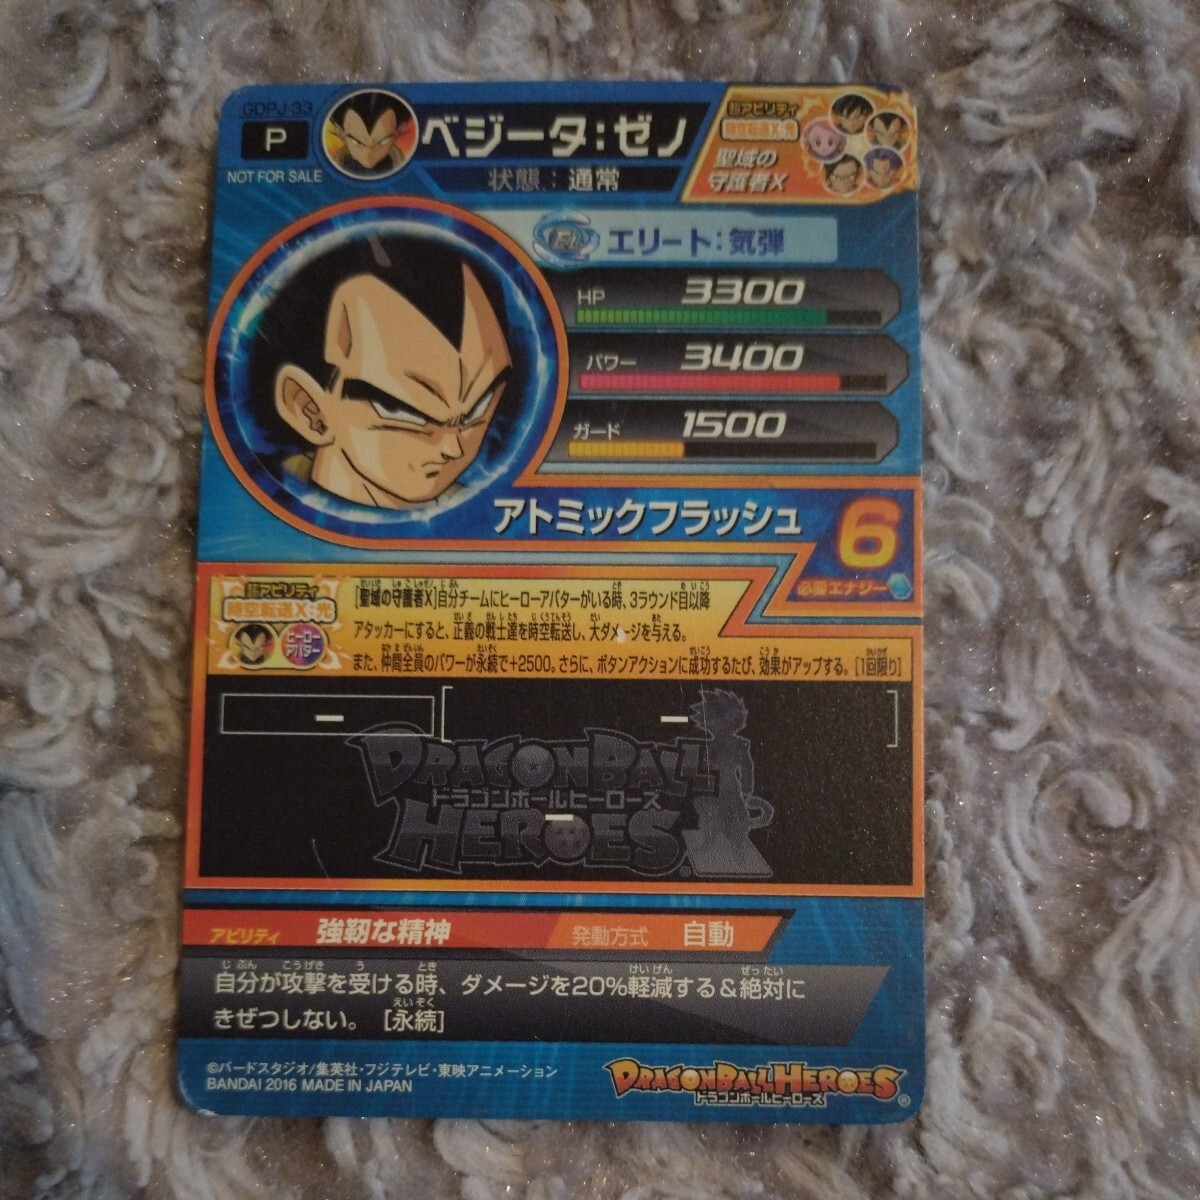 GDPJ-33
P
NOT FOR SALE
ベジータ:ゼノ
状態:通常
超アビリティ
時空転送X:光
聖域の
守護者X
エリート:気弾
HP 3300
パワー 3400
ガード 1500
アトミックフラッシュ
6
必要エナジー
超アビリティ
時空転送X:光
ヒーロー
アバター
[聖域の守護者X]自分チームにヒーローアバターがいる時、3ラウンド目以降
アタッカーにすると、正義の戦士達を時空転送し、大ダメージを与える。
また、仲間全員のパワーが永続で+2500。さらに、ボタンアクションに成功するたび、効果がアップする。[1回限り]
ー [ ー ]
DRAGON BALL
ドラゴンボールヒーローズ
ー
HEROES®
アビリティ 強靭な精神 発動方式 自動
自分が攻撃を受ける時、ダメージを20%軽減する&絶対に
きぜつしない。 [永続]
©バードスタジオ/集英社・フジテレビ・東映アニメーション
BANDAI 2016 MADE IN JAPAN
DRAGONBALL HEROES
ドラゴンボールヒーローズ ®